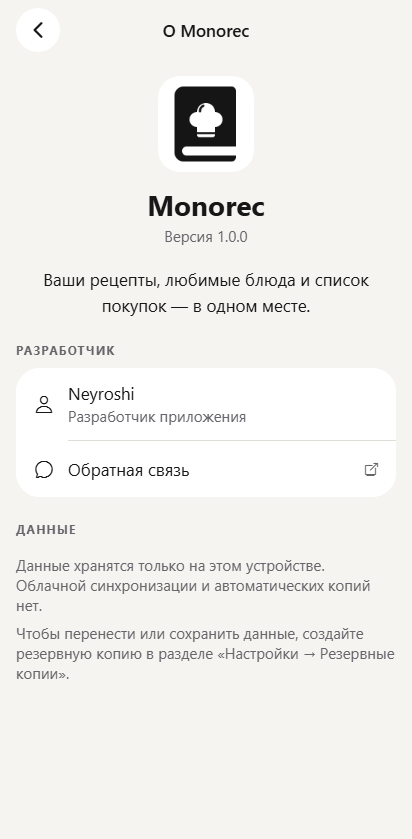 О Monorec
Monorec
Версия 1.0.0
Ваши рецепты, любимые блюда и список
покупок — в одном месте.
РАЗРАБОТЧИК
Neyroshi
Разработчик приложения
Обратная связь
ДАННЫЕ
Данные хранятся только на этом устройстве.
Облачной синхронизации и автоматических копий
нет.
Чтобы перенести или сохранить данные, создайте
резервную копию в разделе «Настройки → Резервные
копии».